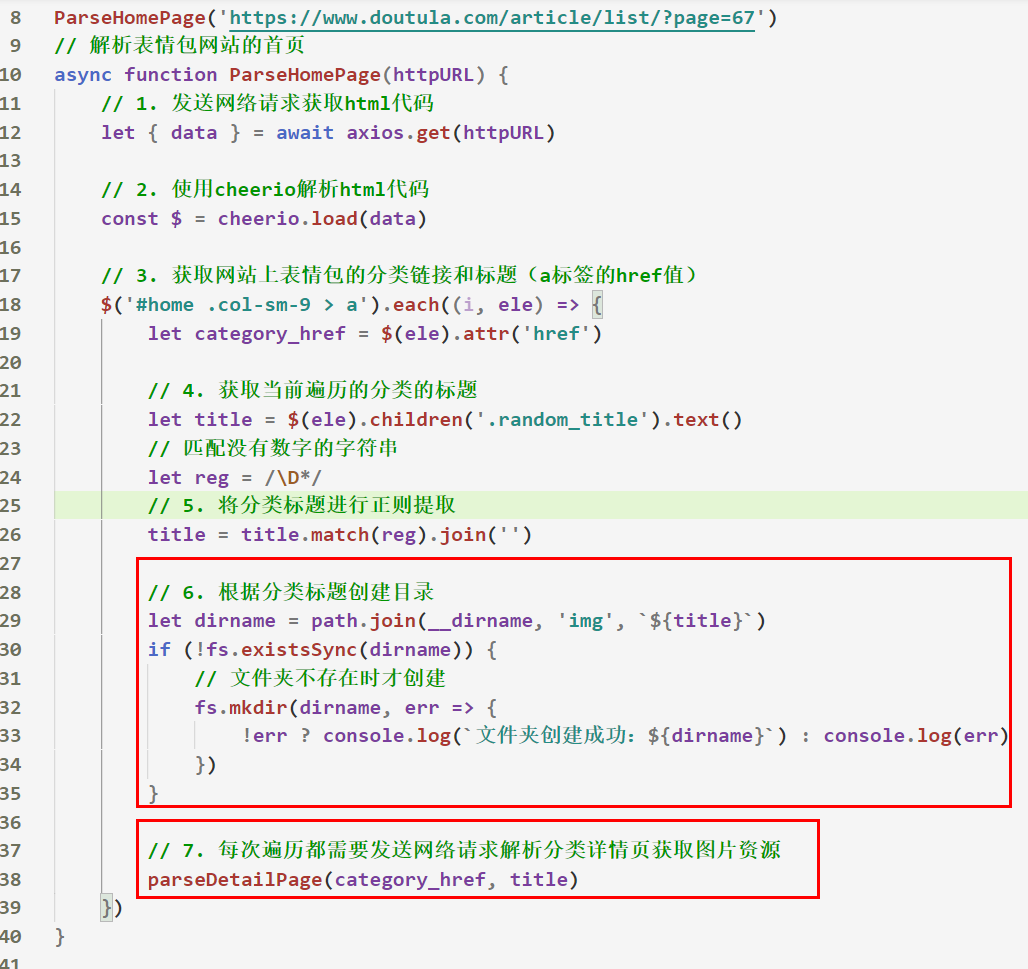 8 ParseHomePage('https://www.doutula.com/article/list/?page=67')
9 // 解析表情包网站的首页
10 async function ParseHomePage(httpURL) {
11 // 1. 发送网络请求获取html代码
12 let { data } = await axios.get(httpURL)
13
14 // 2. 使用cheerio解析html代码
15 const $ = cheerio.load(data)
16
17 // 3. 获取网站上表情包的分类链接和标题（a标签的href值）
18 $('#home .col-sm-9 > a').each((i, ele) => {
19 let category_href = $(ele).attr('href')
20
21 // 4. 获取当前遍历的分类的标题
22 let title = $(ele).children('.random_title').text()
23 // 匹配没有数字的字符串
24 let reg = /\D*/
25 // 5. 将分类标题进行正则提取
26 title = title.match(reg).join('')
27
28 // 6. 根据分类标题创建目录
29 let dirname = path.join(__dirname, 'img', `${title}`)
30 if (!fs.existsSync(dirname)) {
31 // 文件夹不存在时才创建
32 fs.mkdir(dirname, err => {
33 !err ? console.log(`文件夹创建成功: ${dirname}`) : console.log(err)
34 })
35 }
36
37 // 7. 每次遍历都需要发送网络请求解析分类详情页获取图片资源
38 parseDetailPage(category_href, title)
39 })
40 }
41